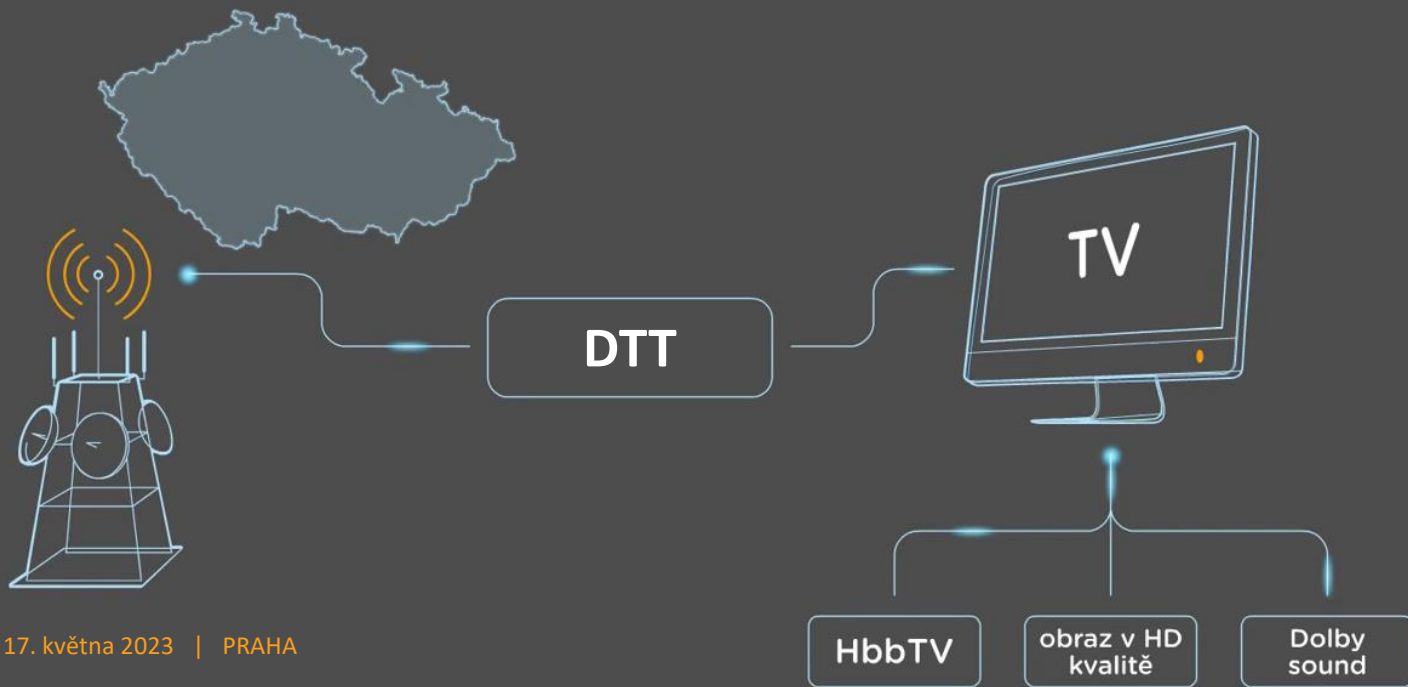 DTT
TV
HbbTV
obraz v HD
kvalitě
Dolby
sound
17. května 2023 | PRAHA